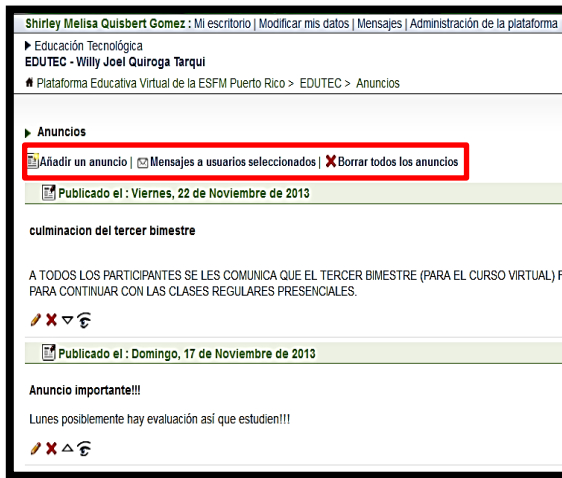 Shirley Melisa Quisbert Gomez : Mi escritorio | Modificar mis datos | Mensajes | Administración de la plataforma |
Educación Tecnológica
EDUTEC - Willy Joel Quiroga Tarqui
Plataforma Educativa Virtual de la ESFM Puerto Rico > EDUTEC > Anuncios
Anuncios
Añadir un anuncio | Mensajes a usuarios seleccionados | Borrar todos los anuncios
Publicado el : Viernes, 22 de Noviembre de 2013
culminacion del tercer bimestre
A TODOS LOS PARTICIPANTES SE LES COMUNICA QUE EL TERCER BIMESTRE (PARA EL CURSO VIRTUAL)
PARA CONTINUAR CON LAS CLASES REGULARES PRESENCIALES.
Publicado el : Domingo, 17 de Noviembre de 2013
Anuncio importante!!!
Lunes posiblemente hay evaluación así que estudien!!!